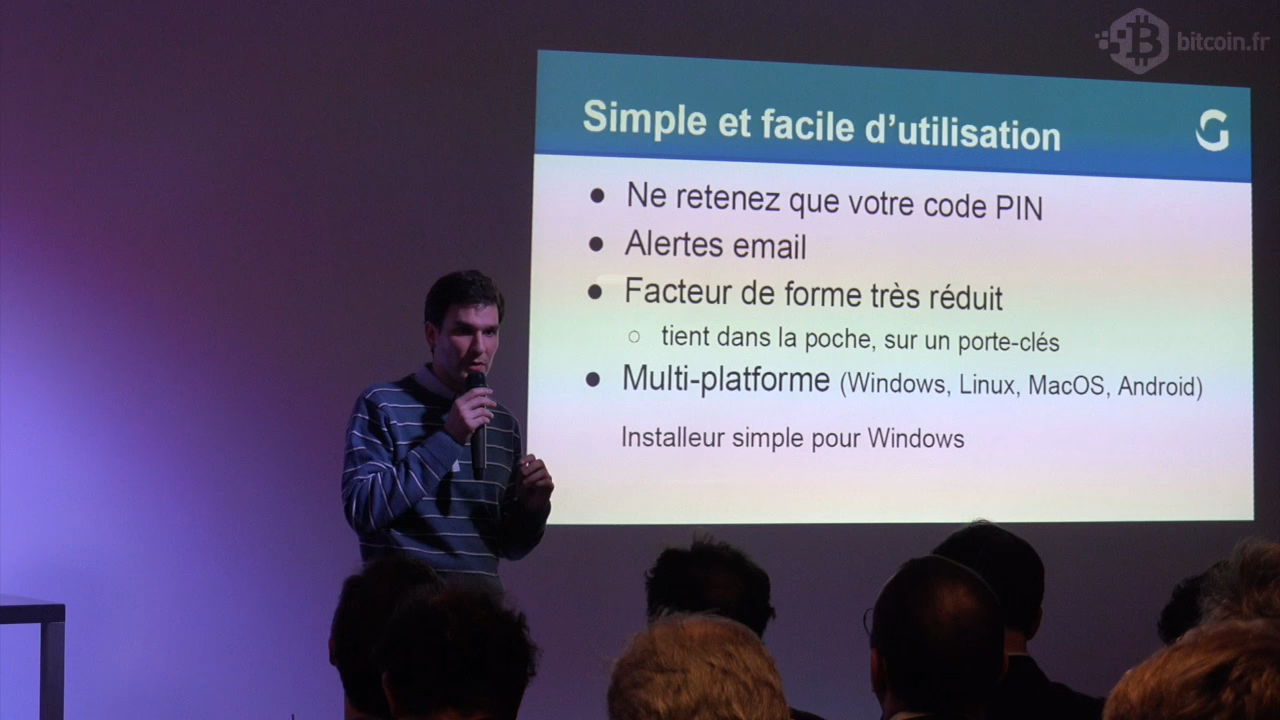 bitcoin.fr
Simple et facile d'utilisation
● Ne retenez que votre code PIN
● Alertes email
● Facteur de forme très réduit
○ tient dans la poche, sur un porte-clés
● Multi-platforme (Windows, Linux, MacOS, Android)
Installeur simple pour Windows